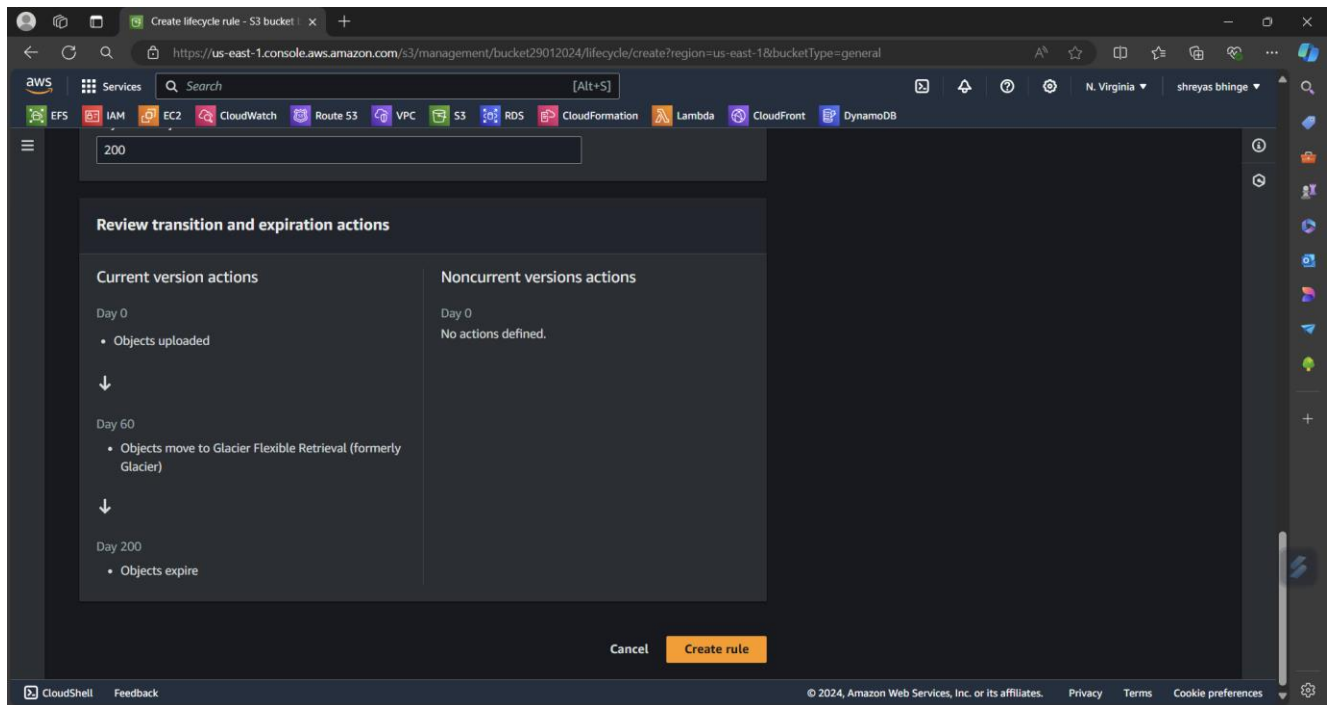 Create lifecycle rule - S3 bucket
https://us-east-1.console.aws.amazon.com/s3/management/bucket29012024/lifecycle/create?region=us-east-1&bucketType=general
aws
Services
Search
[Alt+S]
N. Virginia
shreyas bhinge
EFS
IAM
EC2
CloudWatch
Route 53
VPC
S3
RDS
CloudFormation
Lambda
CloudFront
DynamoDB
200
Review transition and expiration actions
Current version actions
Day 0
• Objects uploaded
Day 60
• Objects move to Glacier Flexible Retrieval (formerly
Glacier)
Day 200
• Objects expire
Noncurrent versions actions
Day 0
No actions defined.
Cancel
Create rule
CloudShell
Feedback
© 2024, Amazon Web Services, Inc. or its affiliates.
Privacy
Terms
Cookie preferences